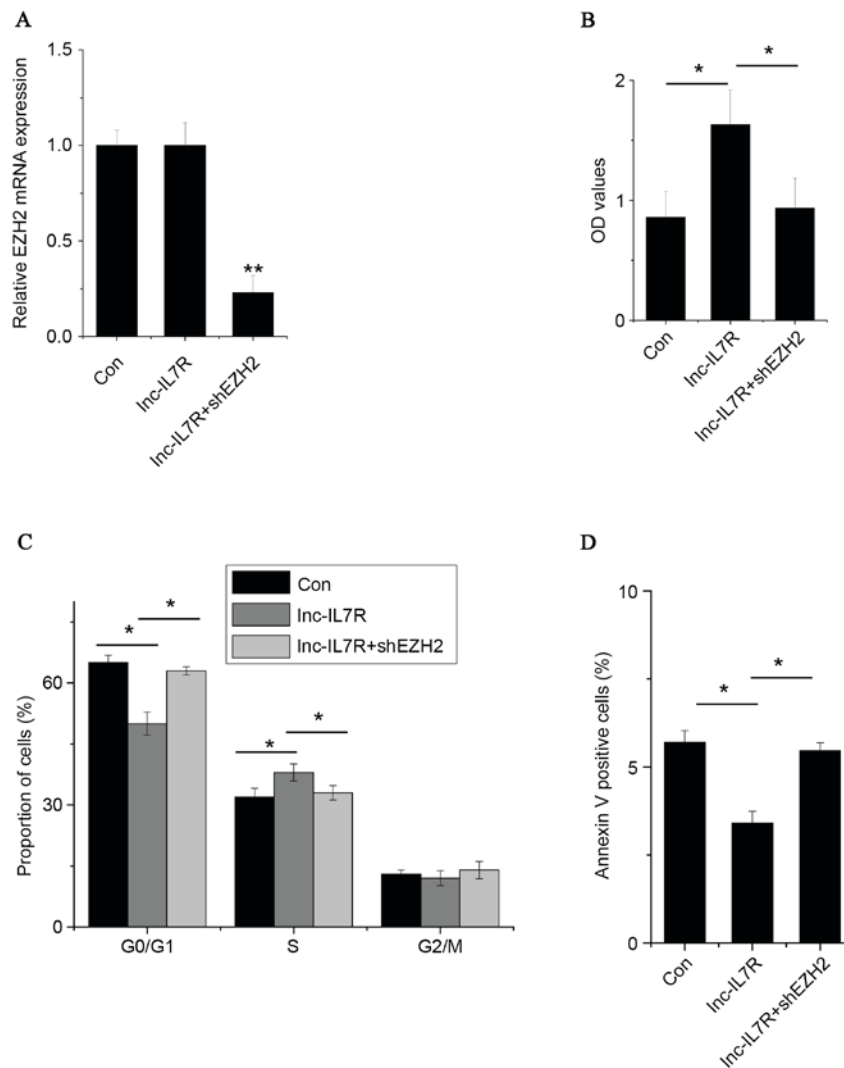 A
Relative EZH2 mRNA expression
1.5
1.0
0.5
0.0
**
Con
lnc-IL7R
lnc-IL7R+shEZH2
B
OD values
2
1
0
*
*
Con
lnc-IL7R
lnc-IL7R+shEZH2
C
Proportion of cells (%)
60
30
0
Con
lnc-IL7R
lnc-IL7R+shEZH2
*
*
*
*
G0/G1
S
G2/M
D
Annexin V positive cells (%)
10
5
0
*
*
Con
lnc-IL7R
lnc-IL7R+shEZH2